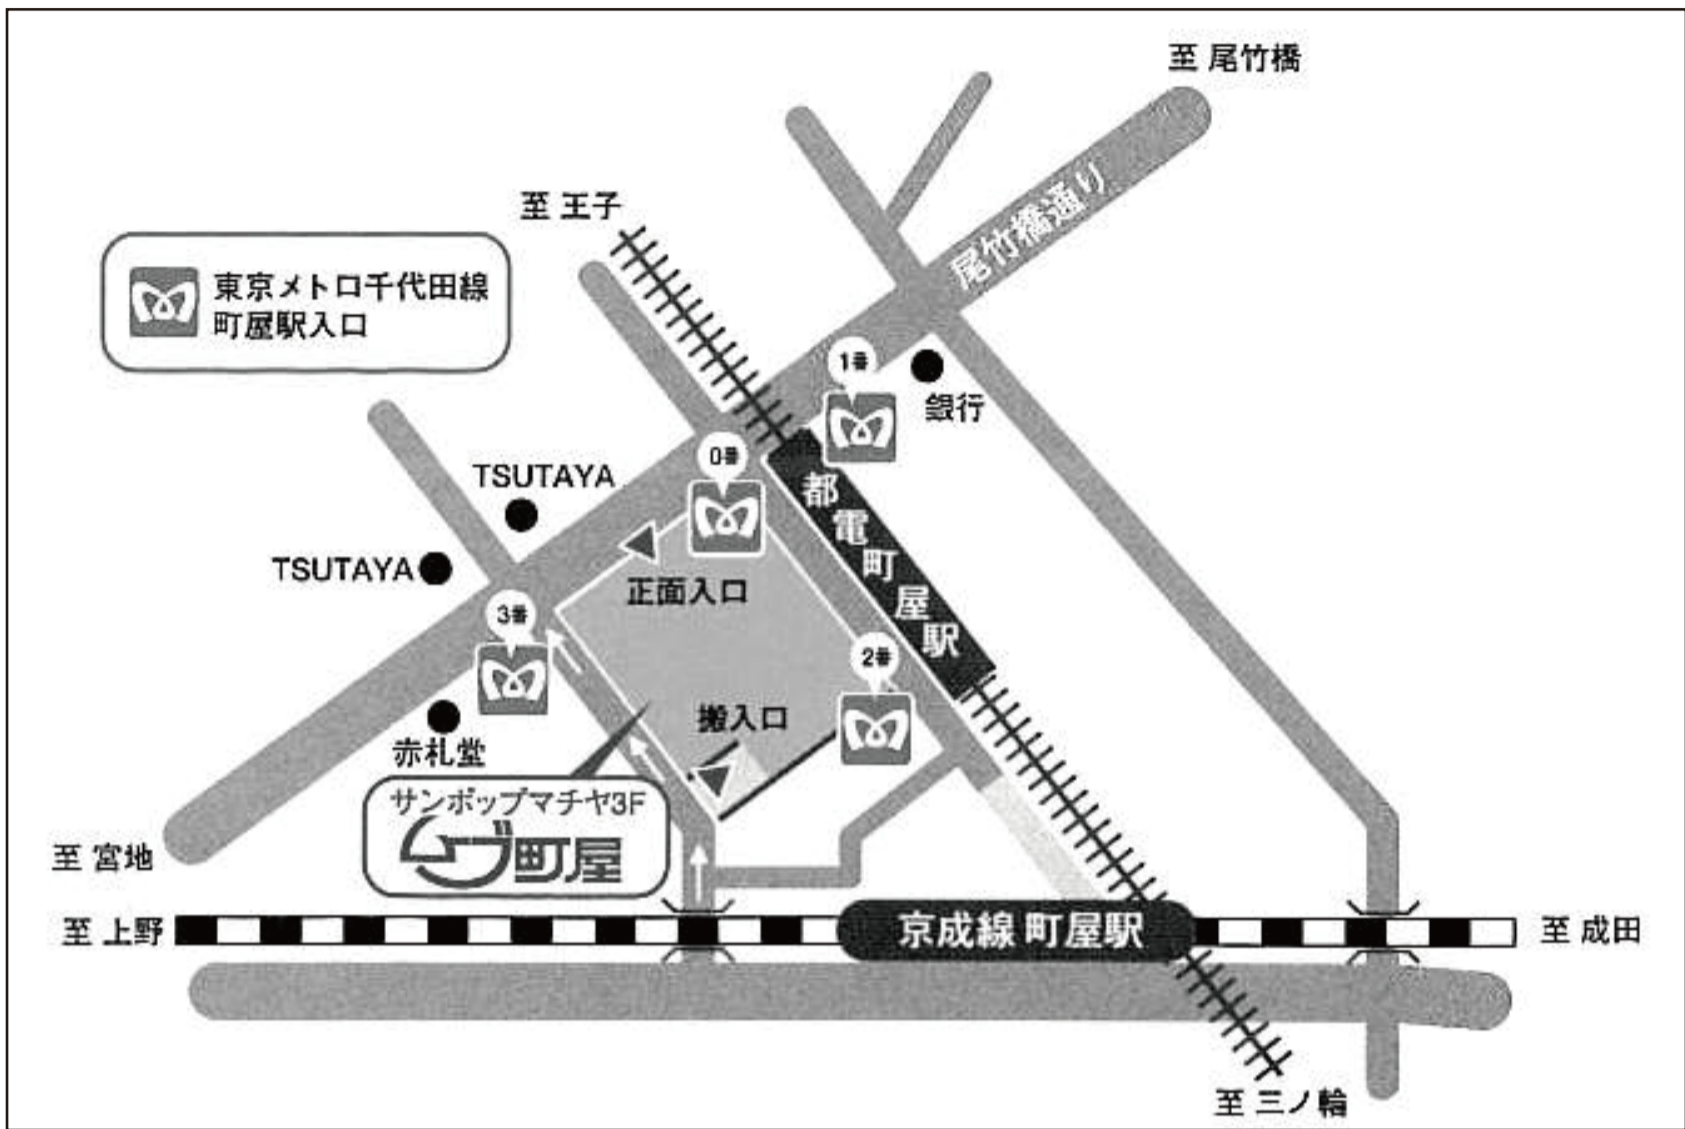 至 尾竹橋
尾竹橋通り
至 王子
東京メトロ千代田線
町屋駅入口
1番
銀行
0番
TSUTAYA
都電町屋駅
TSUTAYA
正面入口
3番
2番
搬入口
赤札堂
サンポップマチヤ3F
ムーブ町屋
至 宮地
至 上野
京成線 町屋駅
至 成田
至 三ノ輪